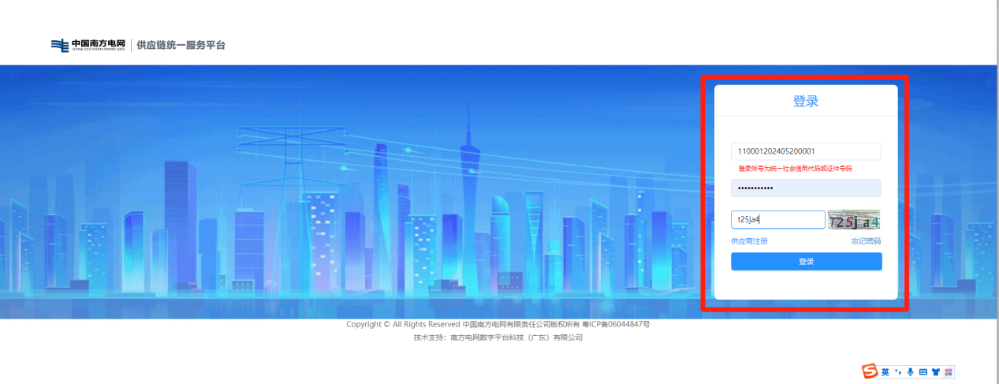 中国南方电网
CHINA SOUTHERN POWER GRID
供应链统一服务平台
登录
110001202405200001
登录账号为统一社会信用代码或证件号码
•••••••••••
t25ja4
T25j a4
供应商注册
忘记密码
登录
Copyright © All Rights Reserved 中国南方电网有限责任公司版权所有 粤ICP备06044847号
技术支持：南方电网数字平台科技（广东）有限公司
S
英